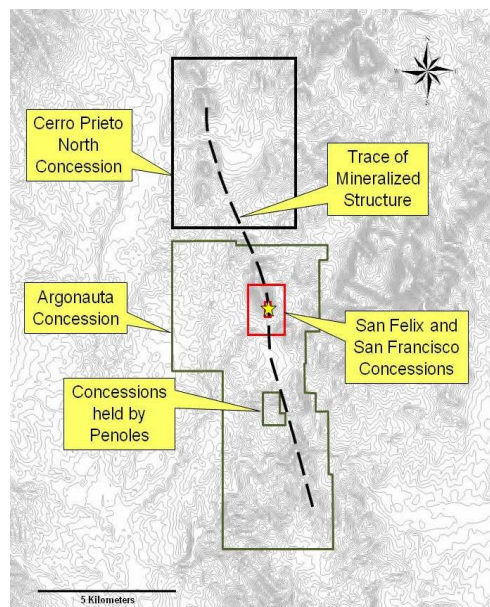 N
W
Cerro Prieto
North
Concession
Trace of
Mineralized
Structure
Argonauta
Concession
San Felix and
San Francisco
Concessions
Concessions
held by
Penoles
5 Kilometers